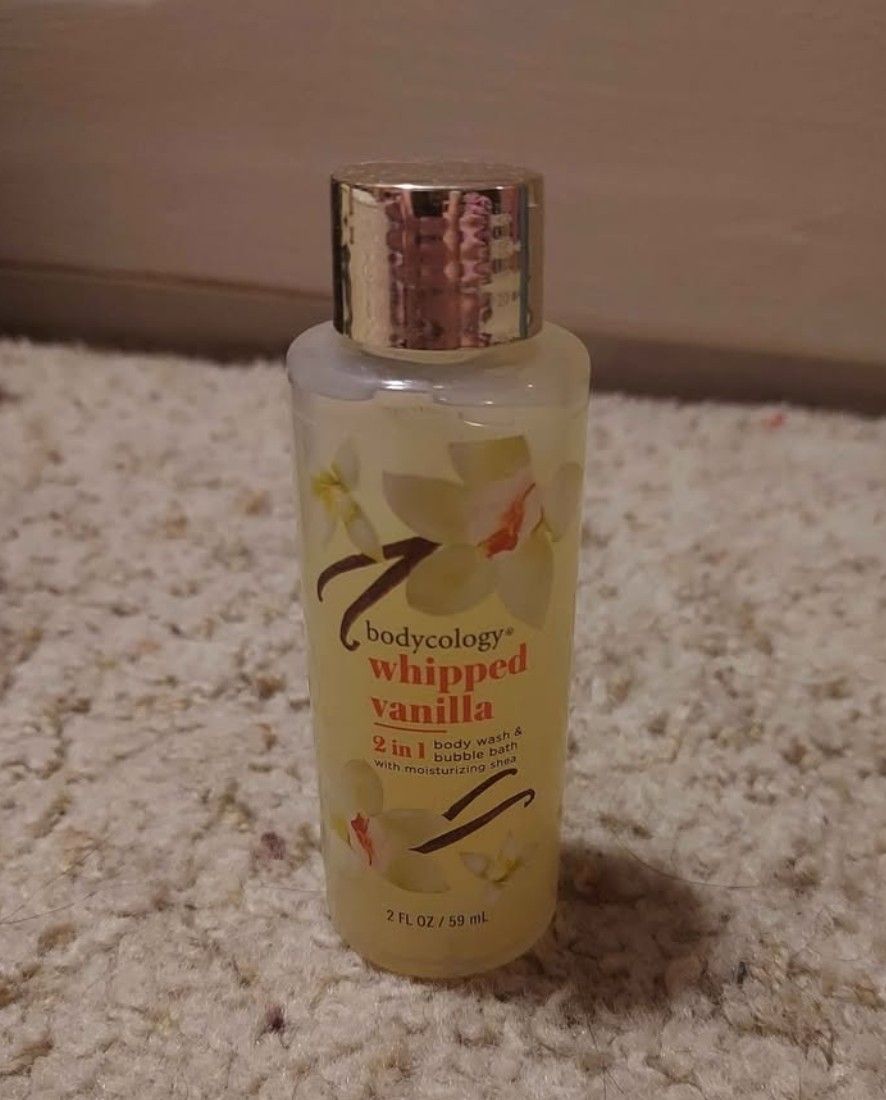 bodycology®
whipped
vanilla
2 in 1 body wash &
bubble bath
with moisturizing shea
2 FL OZ / 59 mL